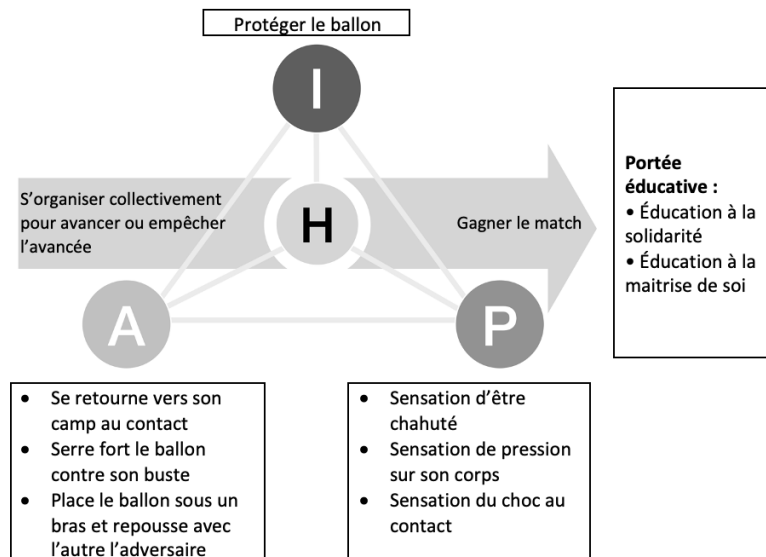 Protéger le ballon
I
S’organiser collectivement
pour avancer ou empêcher
l’avancée
H
Gagner le match
Portée
éducative :
• Éducation à la
solidarité
• Éducation à la
maitrise de soi
A
P
• Se retourne vers son
camp au contact
• Serre fort le ballon
contre son buste
• Place le ballon sous un
bras et repousse avec
l’autre l’adversaire
• Sensation d’être
chahuté
• Sensation de pression
sur son corps
• Sensation du choc au
contact